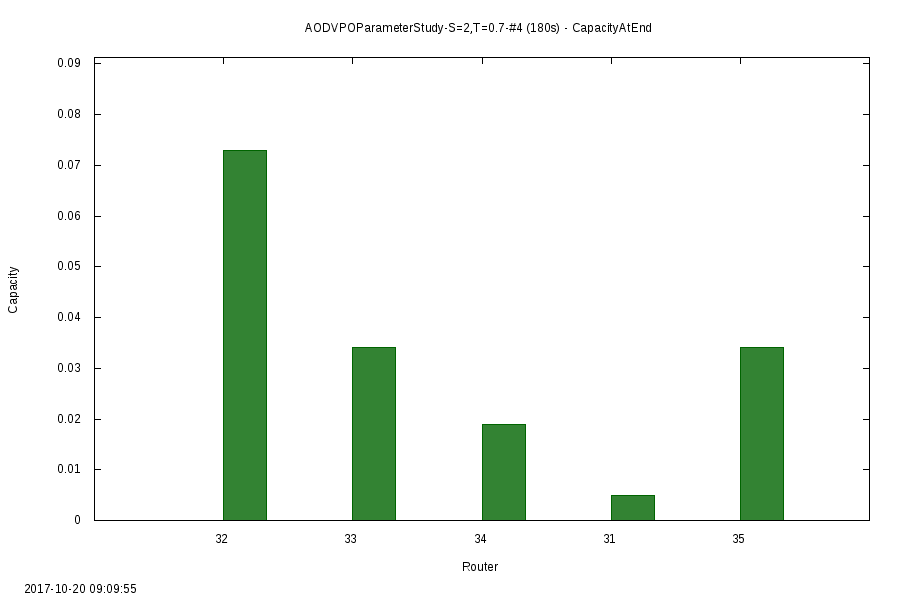 AODVPOParameterStudy-S=2,T=0.7-#4 (180s) - CapacityAtEnd
0.09
0.08
0.07
0.06
0.05
0.04
0.03
0.02
0.01
0
Capacity
32 33 34 31 35
Router
2017-10-20 09:09:55